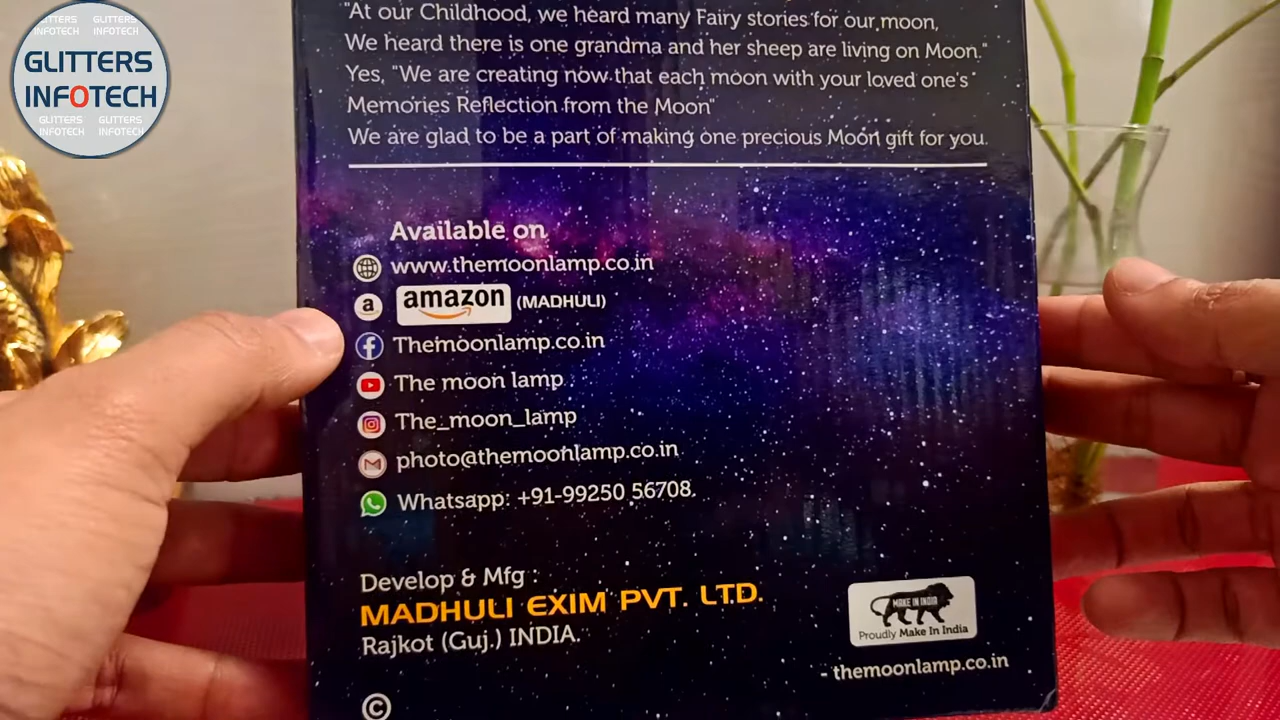 GLITTERS GLITTERS
INFOTECH INFOTECH
GLITTERS
INFOTECH
GLITTERS GLITTERS
INFOTECH INFOTECH
"At our Childhood, we heard many Fairy stories for our moon,
We heard there is one grandma and her sheep are living on Moon."
Yes, "We are creating now that each moon with your loved one's"
Memories Reflection from the Moon"
We are glad to be a part of making one precious Moon gift for you.
Available on
www.themoonlamp.co.in
a amazon (MADHULI)
f Themoonlamp.co.in
The moon lamp
The_moon_lamp
photo@themoonlamp.co.in
Whatsapp: +91-99250 56708.
Develop & Mfg :
MADHULI EXIM PVT. LTD.
Rajkot (Guj.) INDIA.
MAKE IN INDIA
Proudly Make In India
- themoonlamp.co.in
©